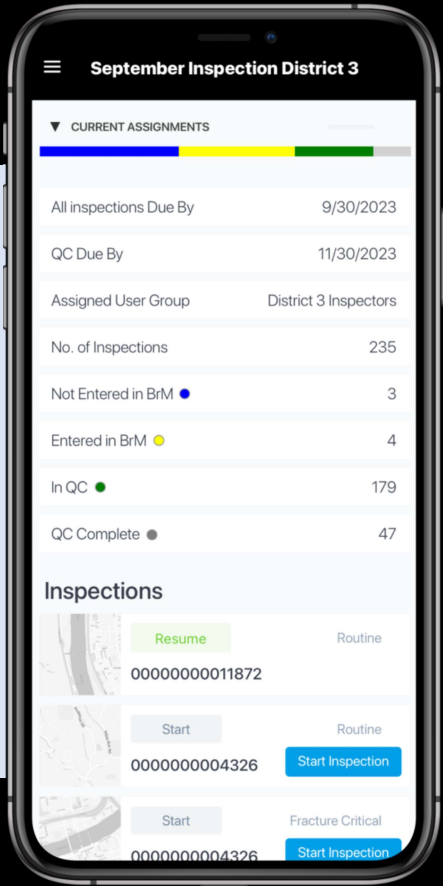 September Inspection District 3
▼ CURRENT ASSIGNMENTS
All inspections Due By 9/30/2023
QC Due By 11/30/2023
Assigned User Group District 3 Inspectors
No. of Inspections 235
Not Entered in BrM 3
Entered in BrM 4
In QC 179
QC Complete 47
Inspections
Resume Routine
00000000011872
Start Routine
0000000004326 Start Inspection
Start Fracture Critical
0000000004326 Start Inspection